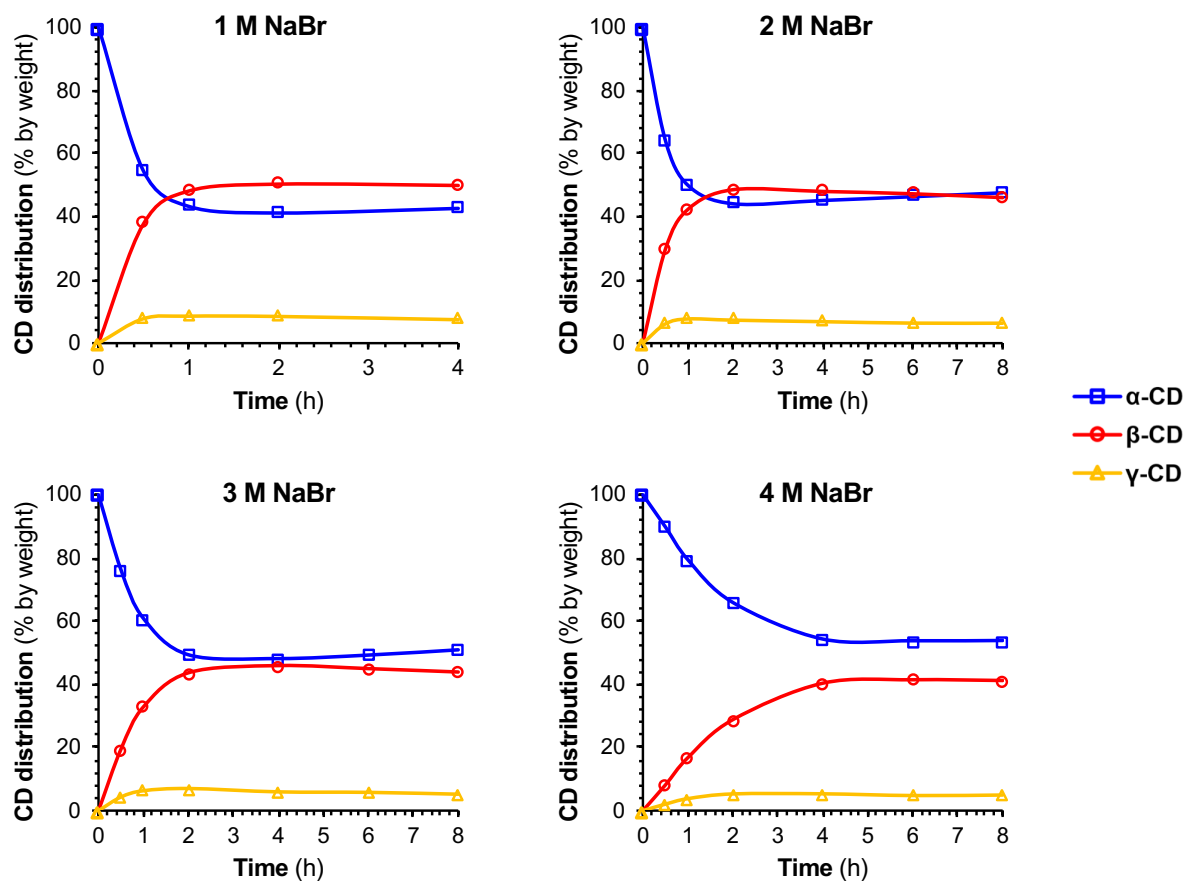 1 M NaBr
CD distribution (% by weight)
100
80
60
40
20
0
0 1 2 3 4
Time (h)
2 M NaBr
CD distribution (% by weight)
100
80
60
40
20
0
0 1 2 3 4 5 6 7 8
Time (h)
α-CD
β-CD
γ-CD
3 M NaBr
CD distribution (% by weight)
100
80
60
40
20
0
0 1 2 3 4 5 6 7 8
Time (h)
4 M NaBr
CD distribution (% by weight)
100
80
60
40
20
0
0 1 2 3 4 5 6 7 8
Time (h)